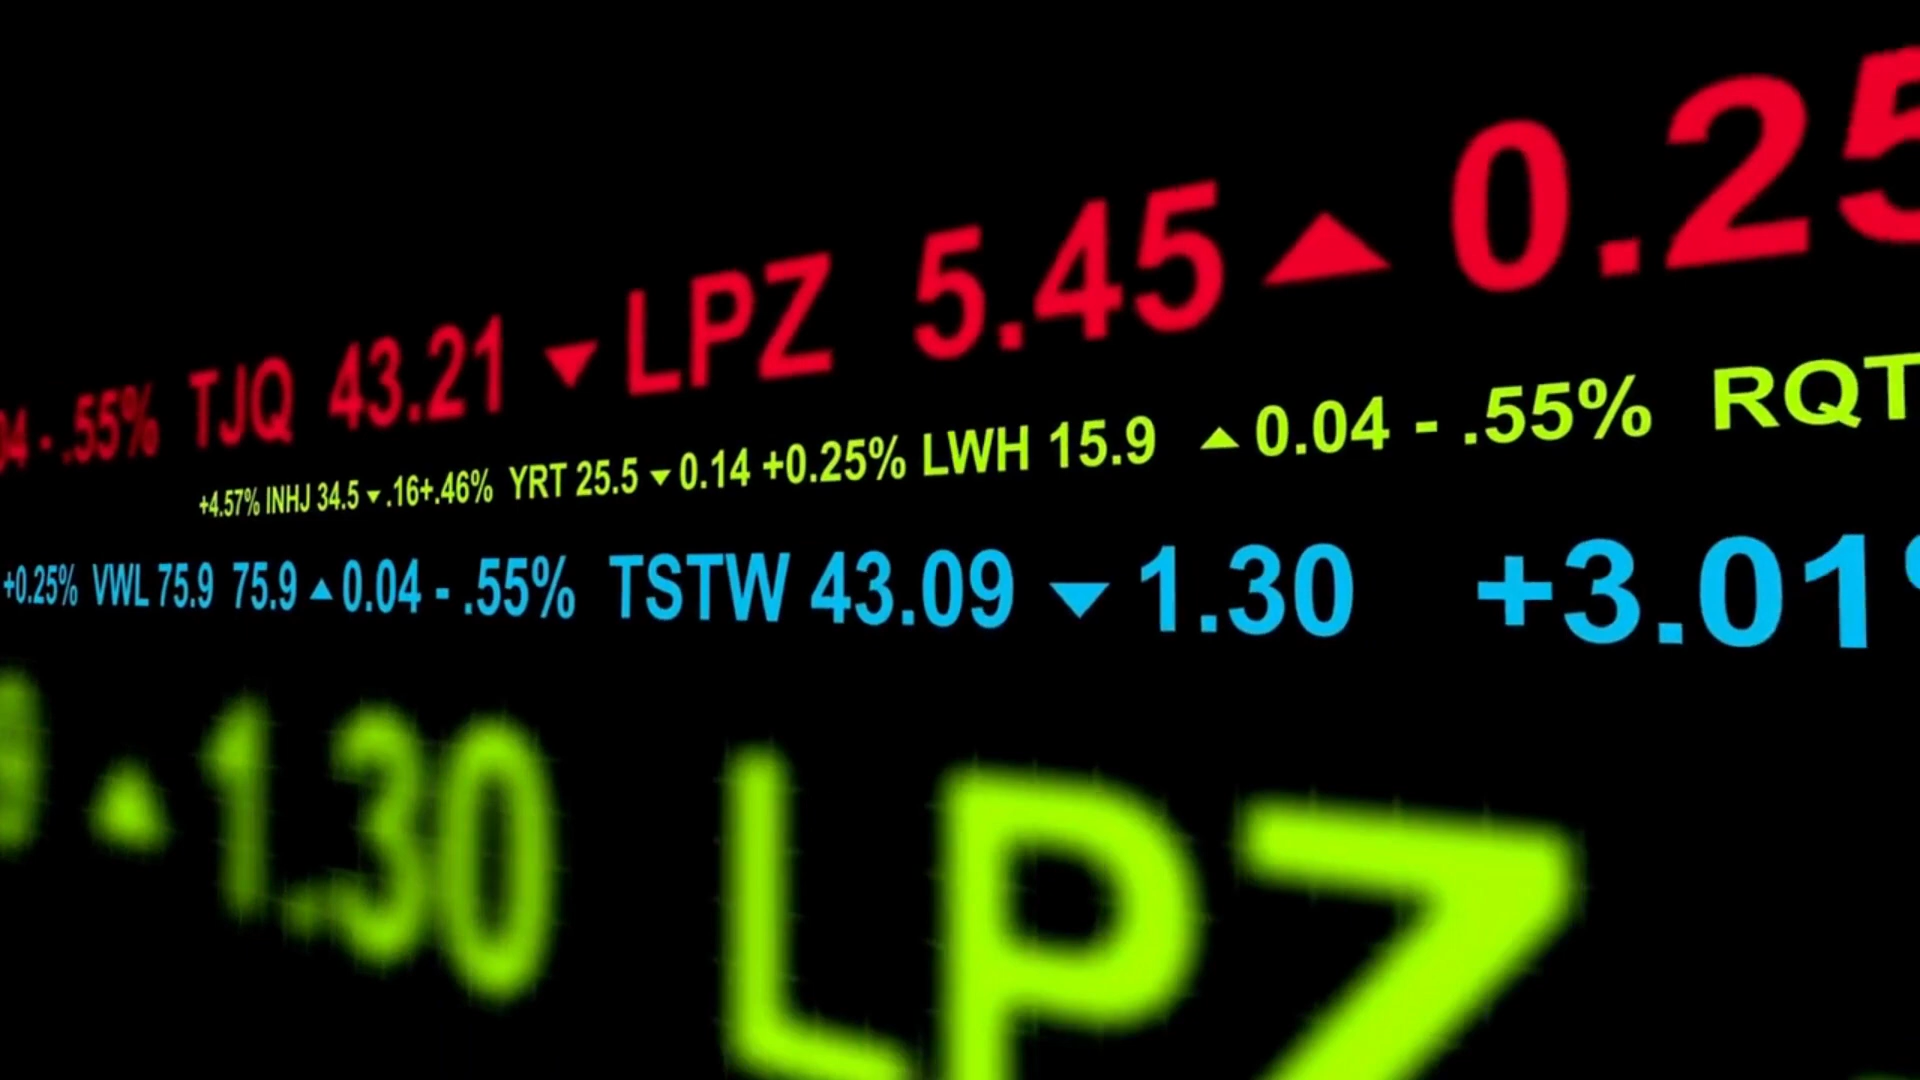 04 - .55% TJQ 43.21 ▼ LPZ 5.45 ▲ 0.25
+4.57% INHJ 34.5 ▼ .16+.46% YRT 25.5 ▼ 0.14 +0.25% LWH 15.9 ▲ 0.04 - .55% RQT
+0.25% VWL 75.9 75.9 ▲ 0.04 - .55% TSTW 43.09 ▼ 1.30 +3.01%
▲ 1.30 LPZ